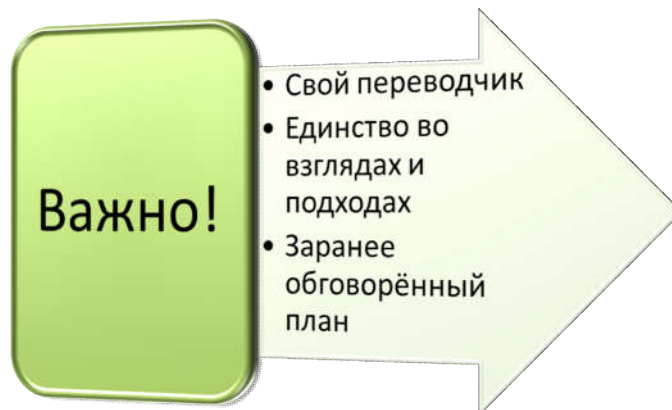 Важно!
• Свой переводчик
• Единство во
взглядах и
подходах
• Заранее
обговорённый
план